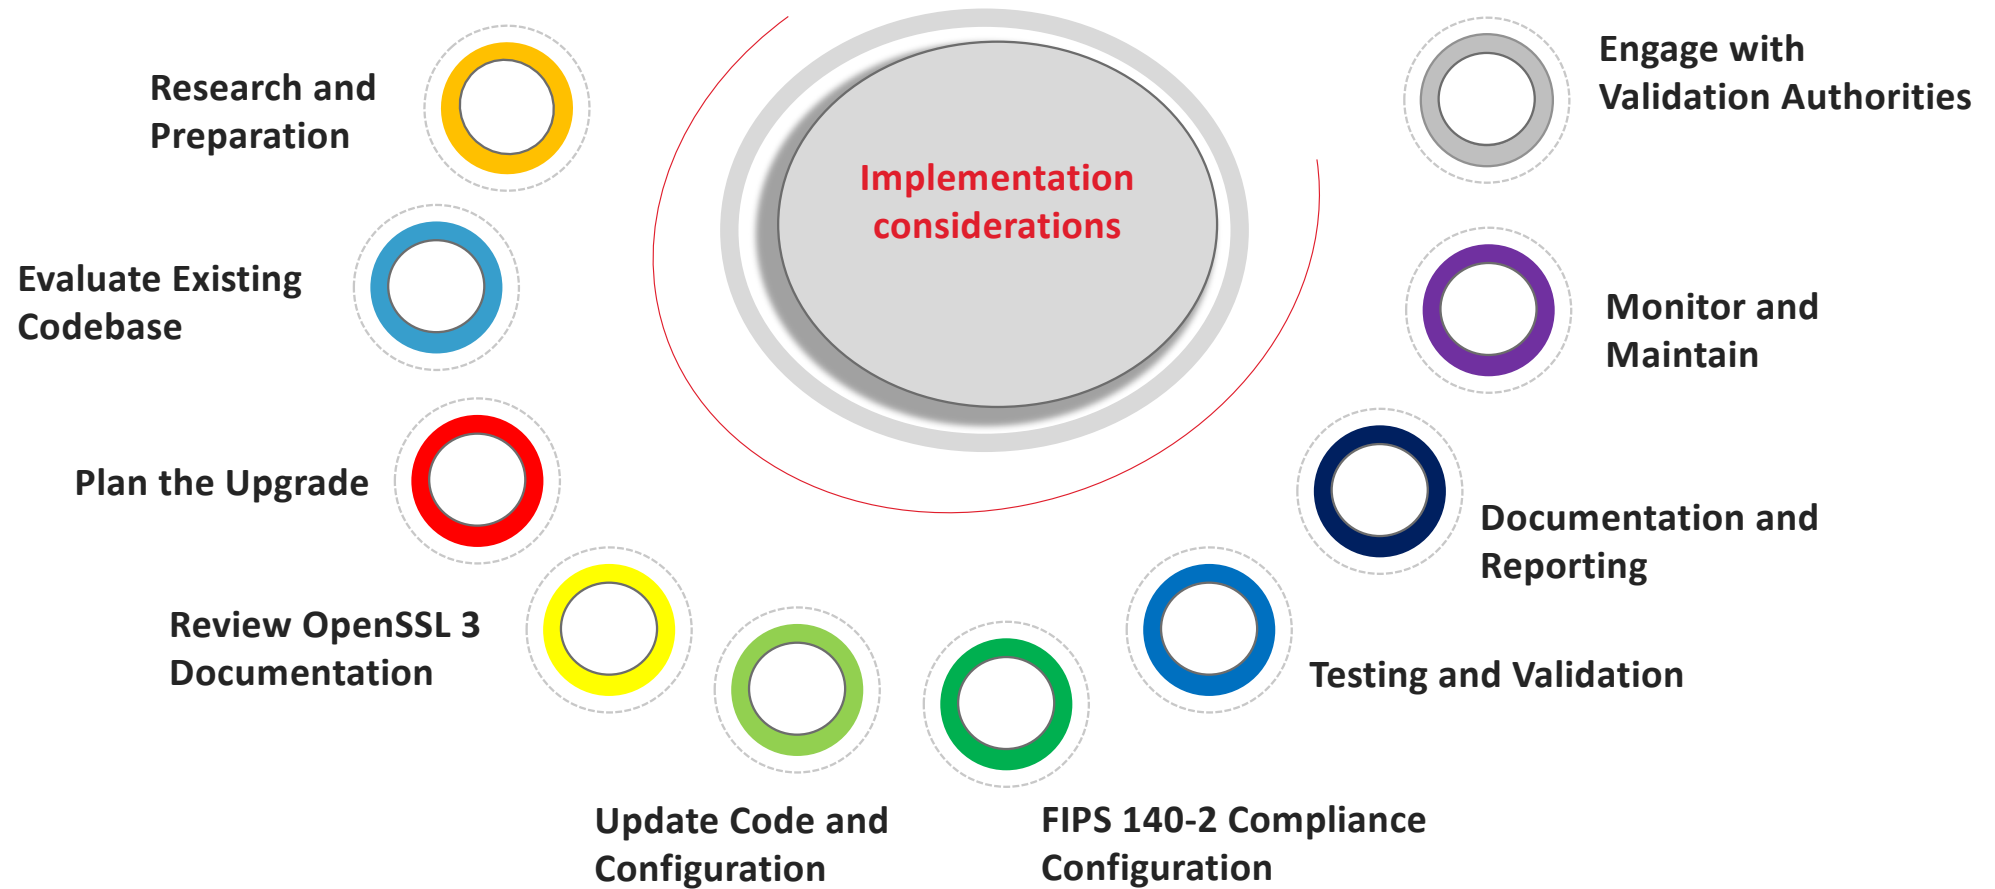 Implementation
considerations
Research and
Preparation
Evaluate Existing
Codebase
Plan the Upgrade
Review OpenSSL 3
Documentation
Update Code and
Configuration
FIPS 140-2 Compliance
Configuration
Testing and Validation
Documentation and
Reporting
Monitor and
Maintain
Engage with
Validation Authorities